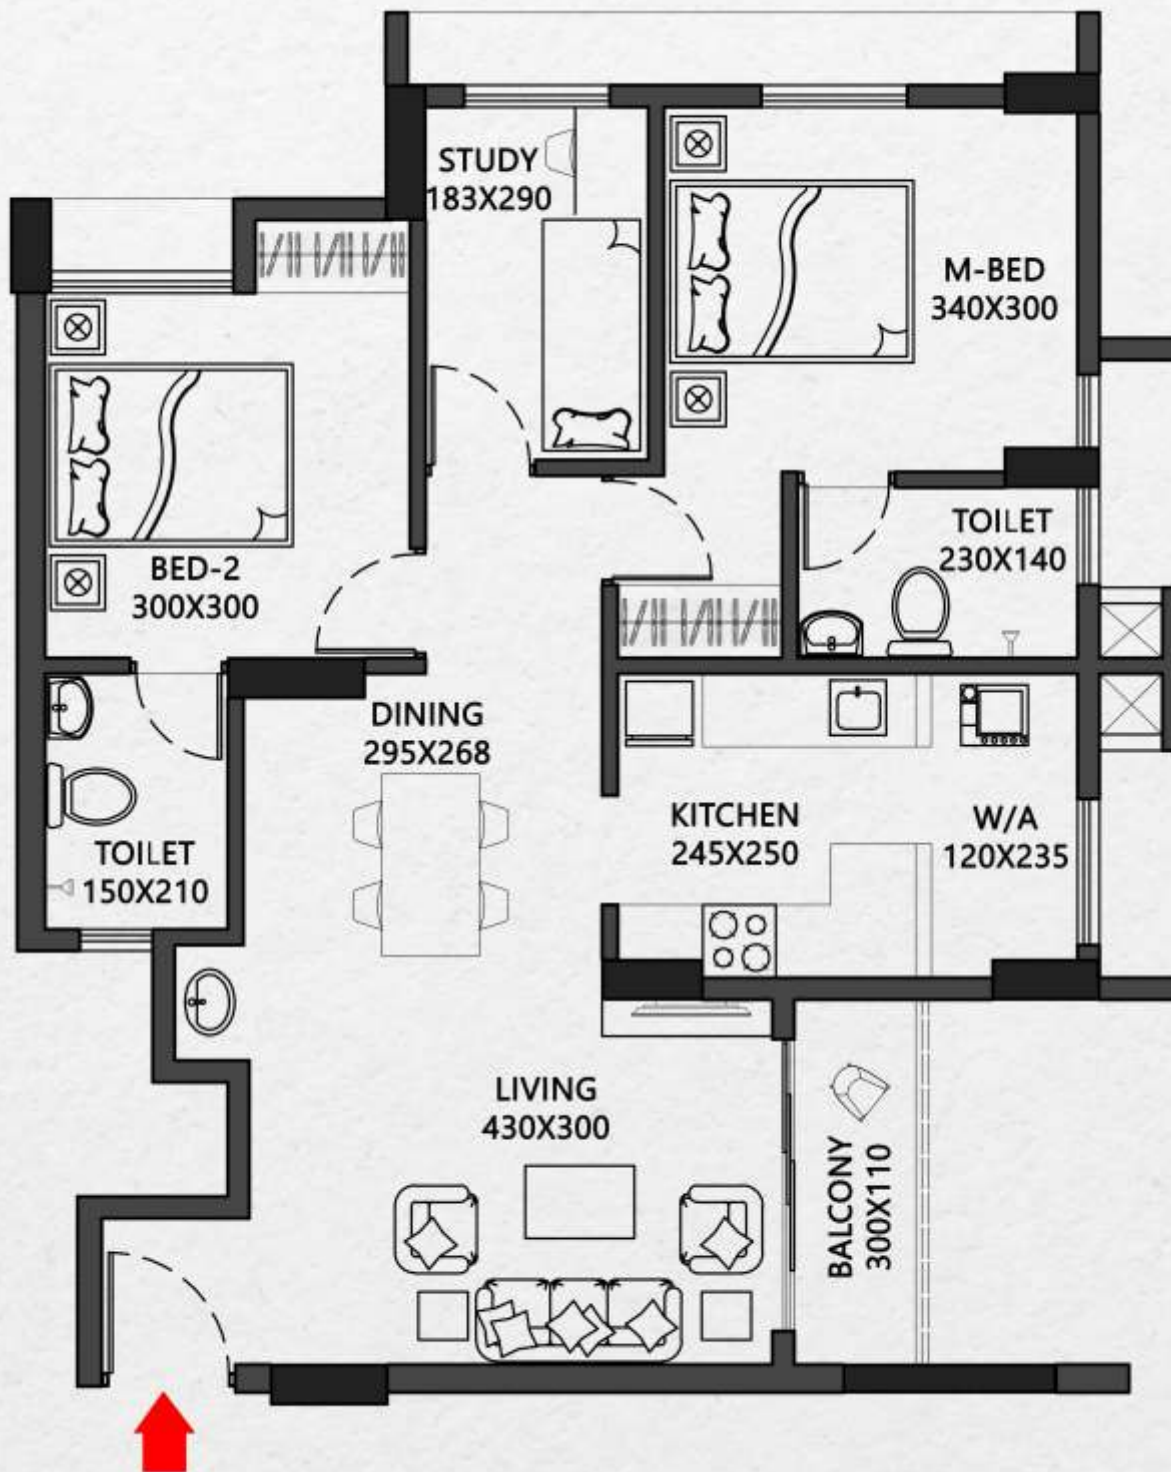 STUDY
183X290
M-BED
340X300
BED-2
300X300
TOILET
230X140
DINING
295X268
KITCHEN
245X250
W/A
120X235
TOILET
150X210
LIVING
430X300
BALCONY
300X110